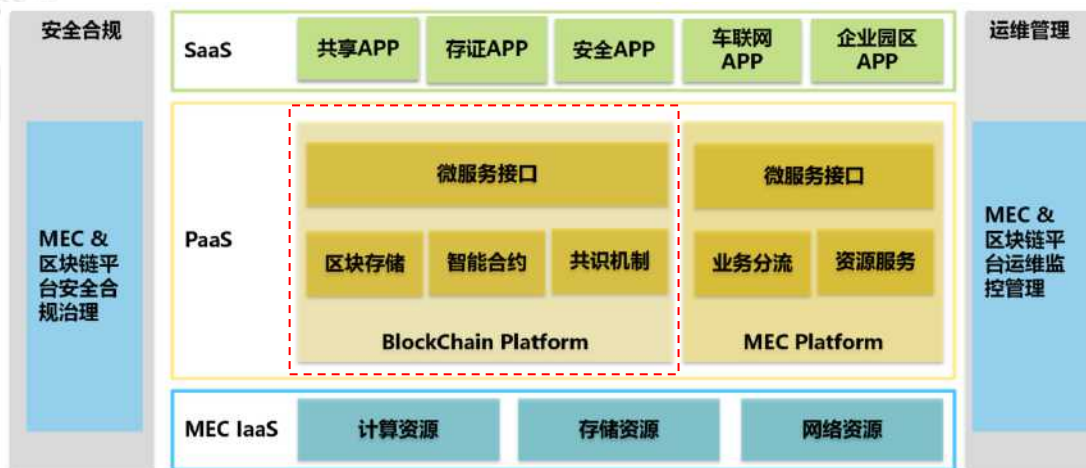 安全合规
MEC &
区块链平
台安全合
规治理
SaaS
共享APP
存证APP
安全APP
车联网
APP
企业园区
APP
PaaS
微服务接口
区块存储
智能合约
共识机制
BlockChain Platform
微服务接口
业务分流
资源服务
MEC Platform
MEC IaaS
计算资源
存储资源
网络资源
运维管理
MEC &
区块链平
台运维监
控管理